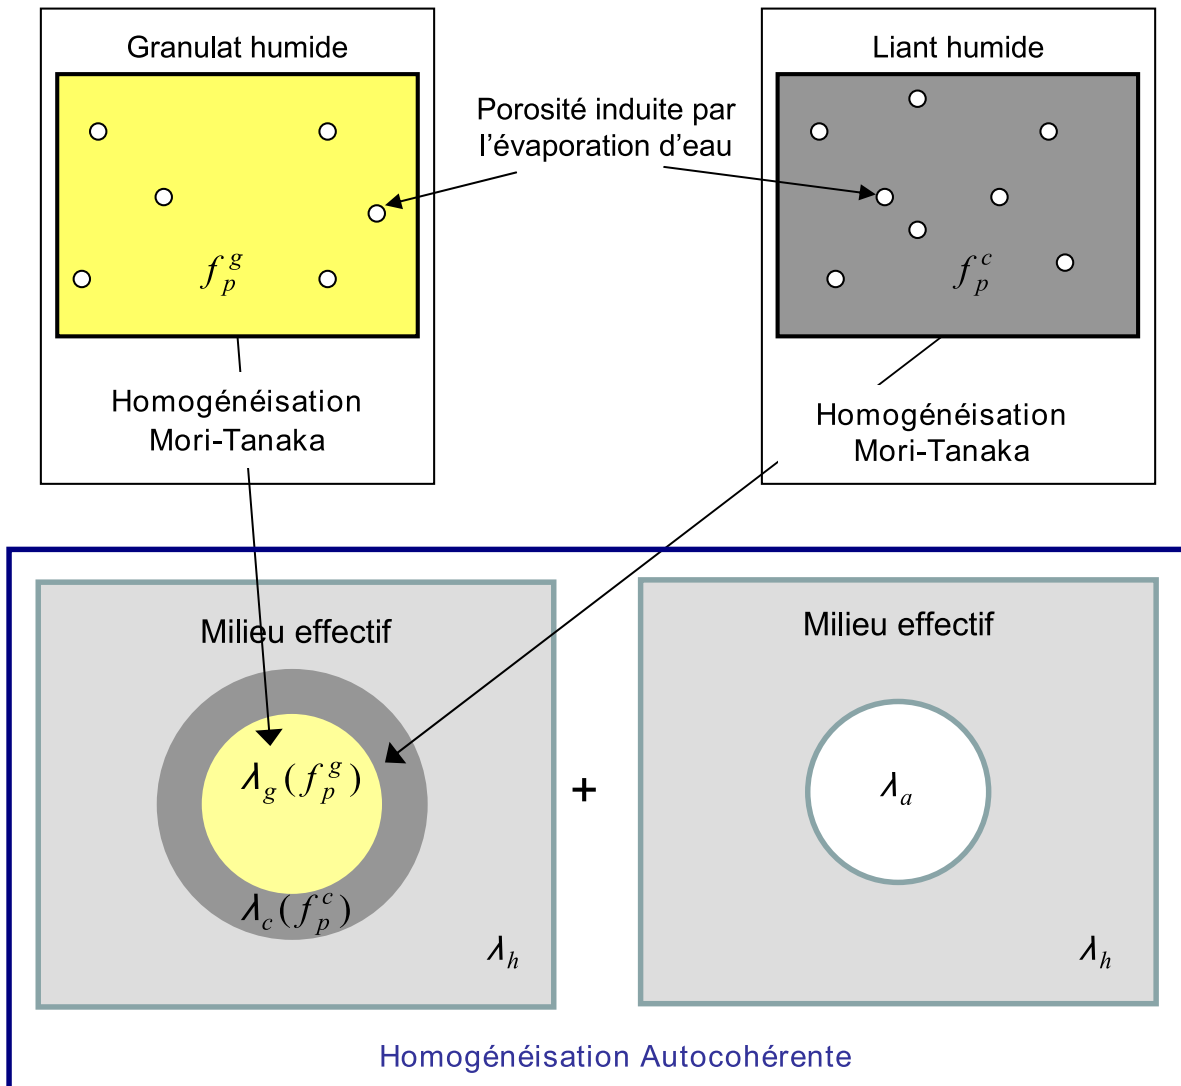 Granulat humide
Liant humide
Porosité induite par
l’évaporation d’eau
f_p^g
f_p^c
Homogénéisation
Mori-Tanaka
Homogénéisation
Mori-Tanaka
Milieu effectif
Milieu effectif
λ_g(f_p^g)
+
λ_a
λ_c(f_p^c)
λ_h
λ_h
Homogénéisation Autocohérente